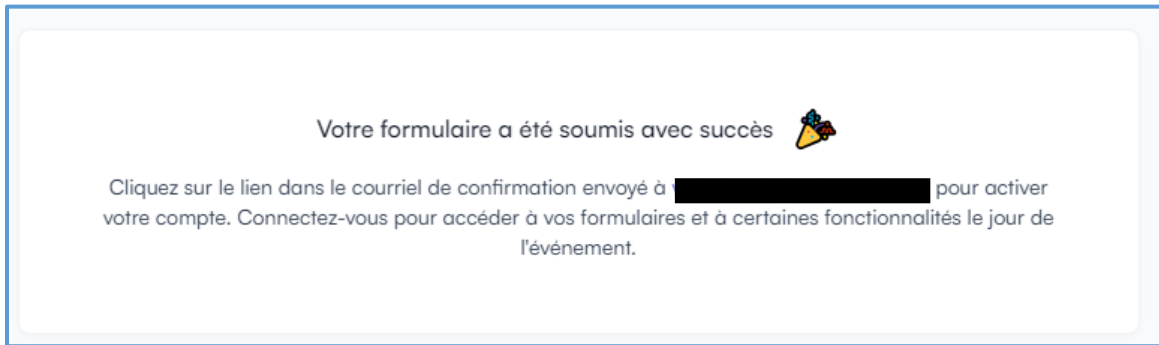 Votre formulaire a été soumis avec succès
Cliquez sur le lien dans le courriel de confirmation envoyé à pour activer
votre compte. Connectez-vous pour accéder à vos formulaires et à certaines fonctionnalités le jour de
l'événement.